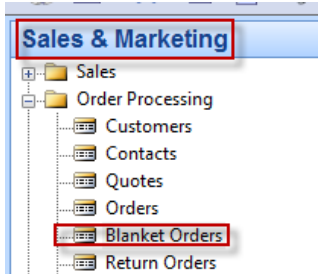 Sales & Marketing
Sales
Order Processing
Customers
Contacts
Quotes
Orders
Blanket Orders
Return Orders